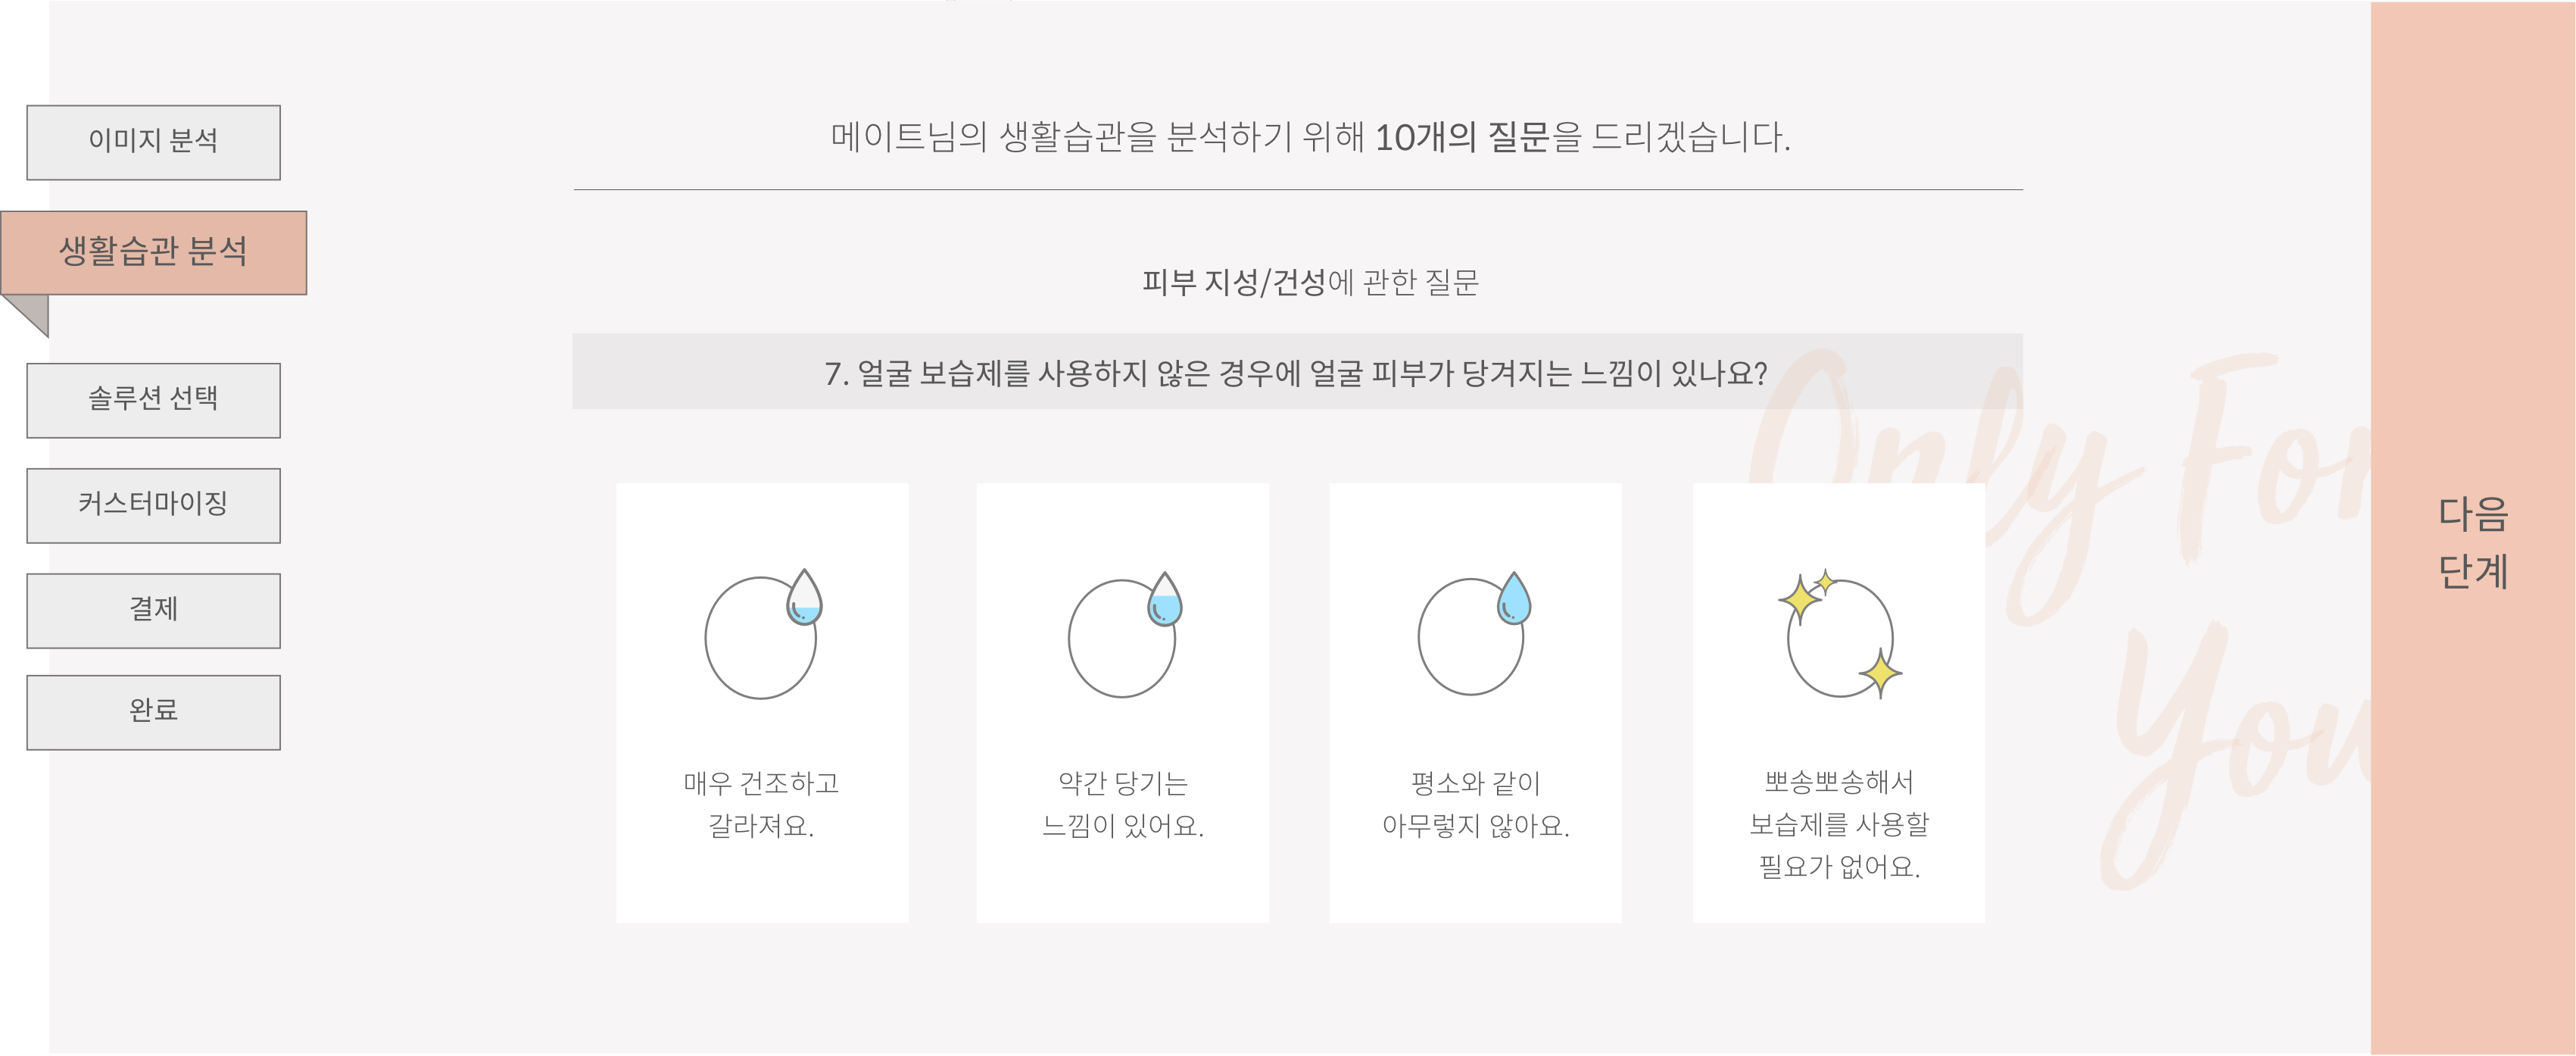 이미지 분석
생활습관 분석
솔루션 선택
커스터마이징
결제
완료
메이트님의 생활습관을 분석하기 위해 10개의 질문을 드리겠습니다.
피부 지성/건성에 관한 질문
7. 얼굴 보습제를 사용하지 않은 경우에 얼굴 피부가 당겨지는 느낌이 있나요?
매우 건조하고
갈라져요.
약간 당기는
느낌이 있어요.
평소와 같이
아무렇지 않아요.
뽀송뽀송해서
보습제를 사용할
필요가 없어요.
Only For
You
다음
단계